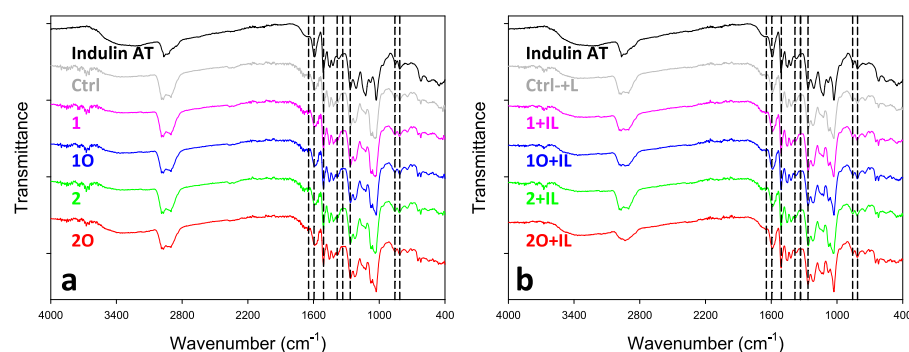 Transmittance
Indulin AT
Ctrl
1
1O
2
2O
a
4000 3400 2800 2200 1600 1000 400
Wavenumber (cm-1)
Transmittance
Indulin AT
Ctrl-+L
1+IL
1O+IL
2+IL
2O+IL
b
4000 3400 2800 2200 1600 1000 400
Wavenumber (cm-1)